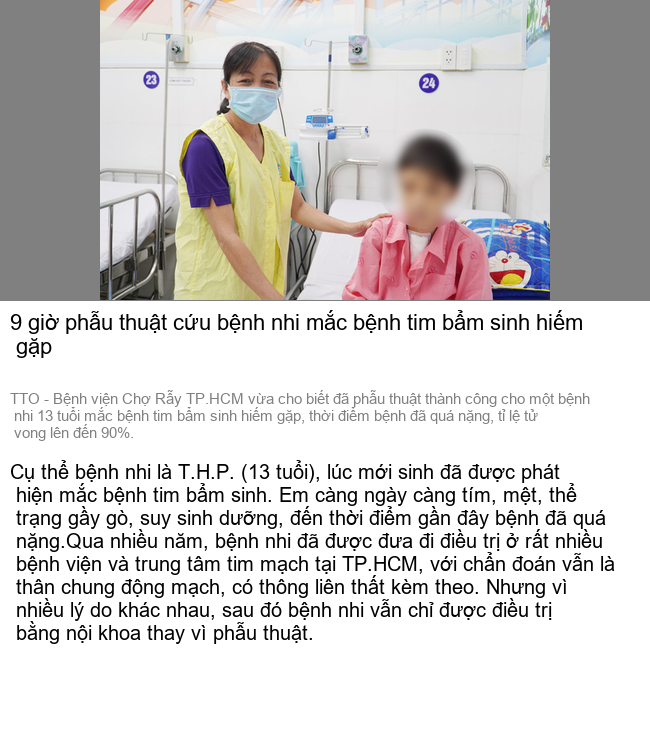 23
24
9 giờ phẫu thuật cứu bệnh nhi mắc bệnh tim bẩm sinh hiếm
gặp
TTO - Bệnh viện Chợ Rẫy TP.HCM vừa cho biết đã phẫu thuật thành công cho một bệnh
nhi 13 tuổi mắc bệnh tim bẩm sinh hiếm gặp, thời điểm bệnh đã quá nặng, tỉ lệ tử
vong lên đến 90%.
Cụ thể bệnh nhi là T.H.P. (13 tuổi), lúc mới sinh đã được phát
hiện mắc bệnh tim bẩm sinh. Em càng ngày càng tím, mệt, thể
trạng gầy gò, suy sinh dưỡng, đến thời điểm gần đây bệnh đã quá
nặng.Qua nhiều năm, bệnh nhi đã được đưa đi điều trị ở rất nhiều
bệnh viện và trung tâm tim mạch tại TP.HCM, với chẩn đoán vẫn là
thân chung động mạch, có thông liên thất kèm theo. Nhưng vì
nhiều lý do khác nhau, sau đó bệnh nhi vẫn chỉ được điều trị
bằng nội khoa thay vì phẫu thuật.